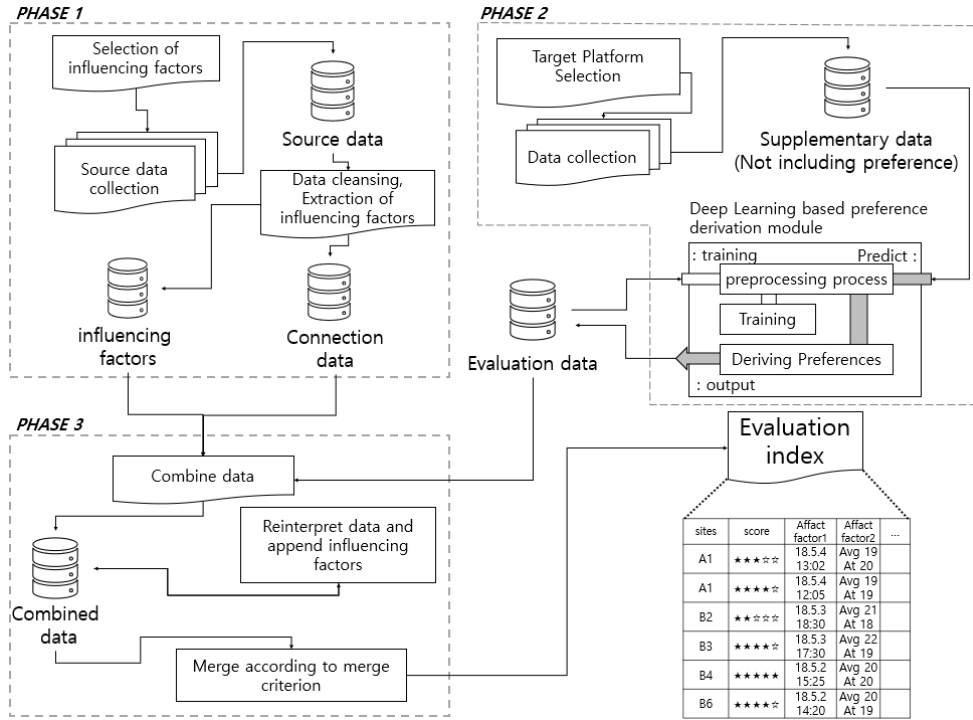 PHASE 1
Selection of
influencing factors
Source data
collection
Source data
Data cleansing,
Extraction of
influencing factors
influencing
factors
Connection
data
PHASE 2
Target Platform
Selection
Data collection
Supplementary data
(Not including preference)
Deep Learning based preference
derivation module
: training
Predict :
preprocessing process
Training
Deriving Preferences
: output
Evaluation data
PHASE 3
Combine data
Reinterpret data and
append influencing
factors
Combined
data
Merge according to merge
criterion
Evaluation
index
sites score Affact factor1 Affact factor2 ...
A1 ★★★☆☆ 18.5.4 13:02 Avg 19 At 20
A1 ★★★★☆ 18.5.4 12:05 Avg 19 At 19
B2 ★★☆☆☆ 18.5.3 18:30 Avg 21 At 18
B3 ★★★★☆ 18.5.3 17:30 Avg 22 At 19
B4 ★★★★★ 18.5.2 15:25 Avg 20 At 20
B6 ★★★★☆ 18.5.2 14:20 Avg 20 At 19